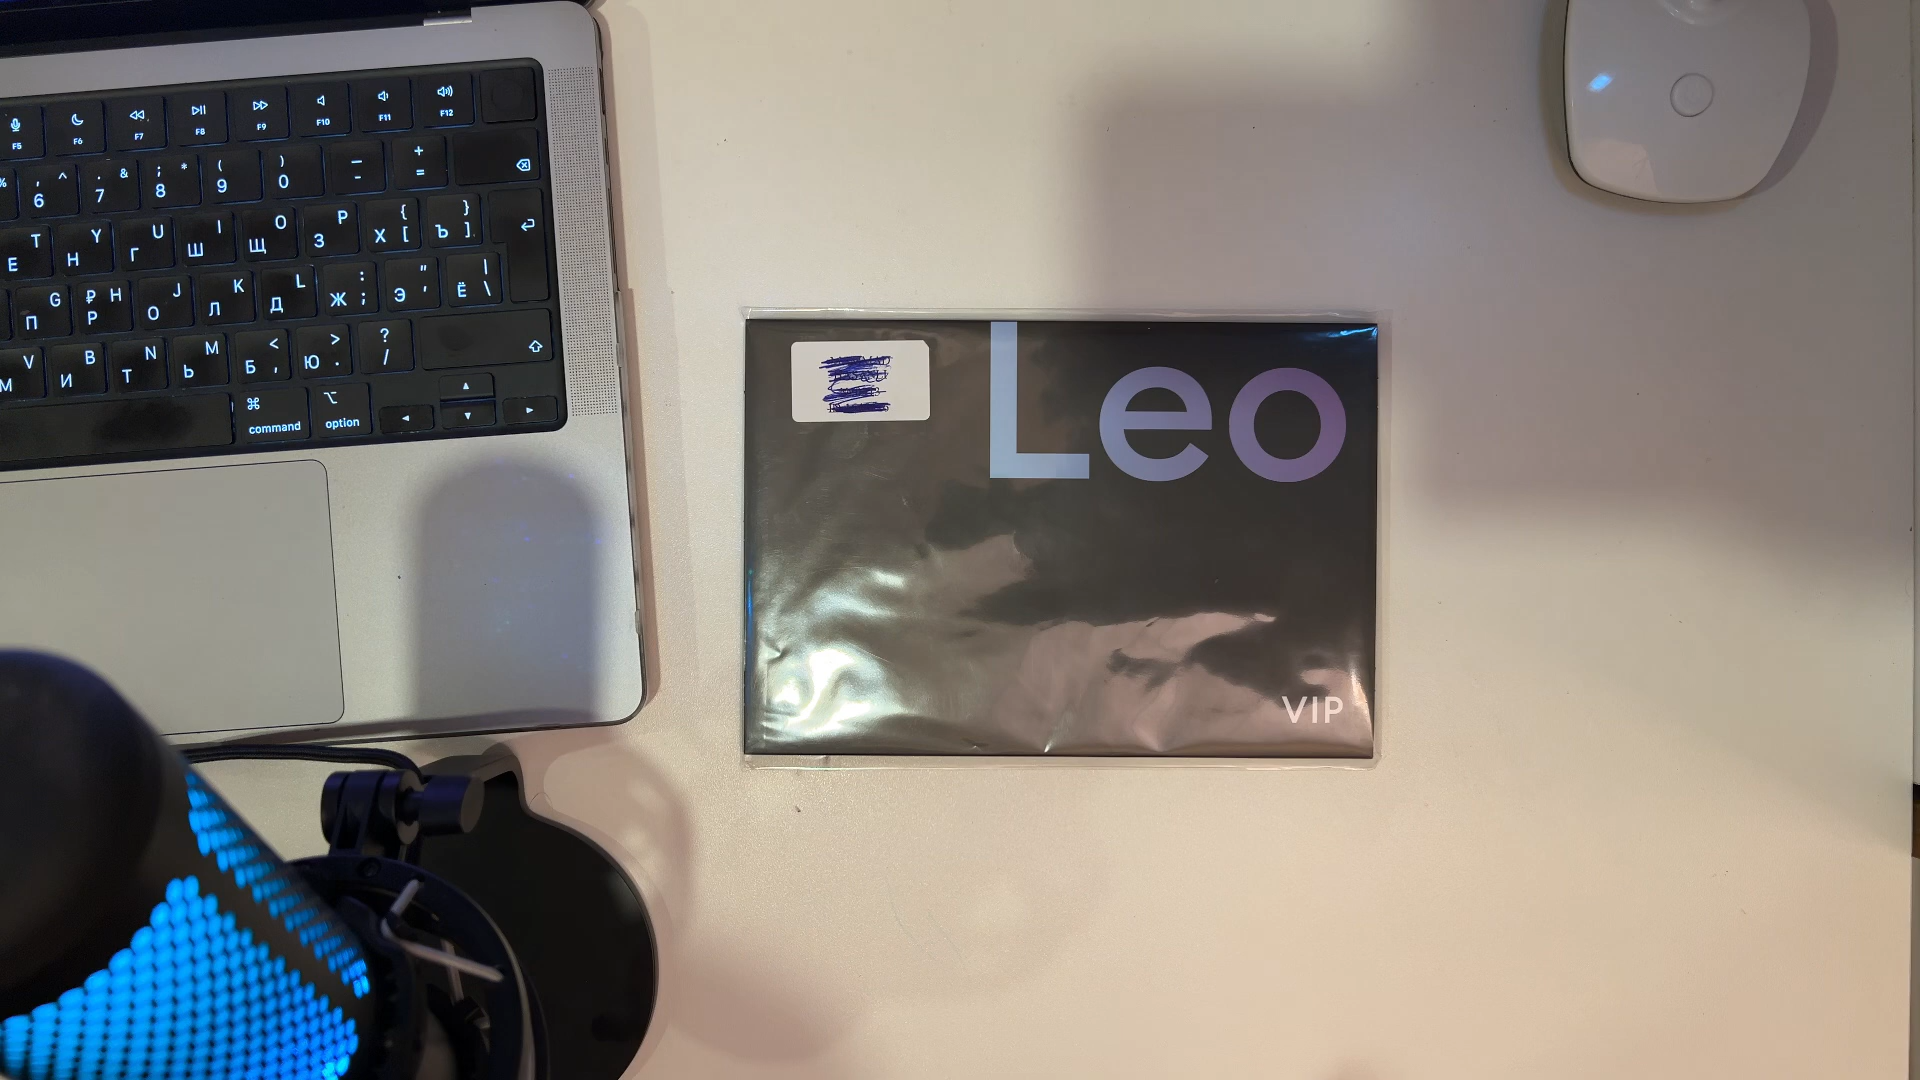 F5 F6 F7 F8 F9 F10 F11 F12
% , ^ 6 . & 7 ; * 8 ( 9 ) 0 — - + =
T Е Y Н U Г I Ш O Щ P З { Х [ } Ъ ]
G П ₽ H Р J О K Л L Д : Ж ; " Э ' | Ё \
V М B И N Т M Ь < Б , > Ю . ? /
command option
Leo
VIP